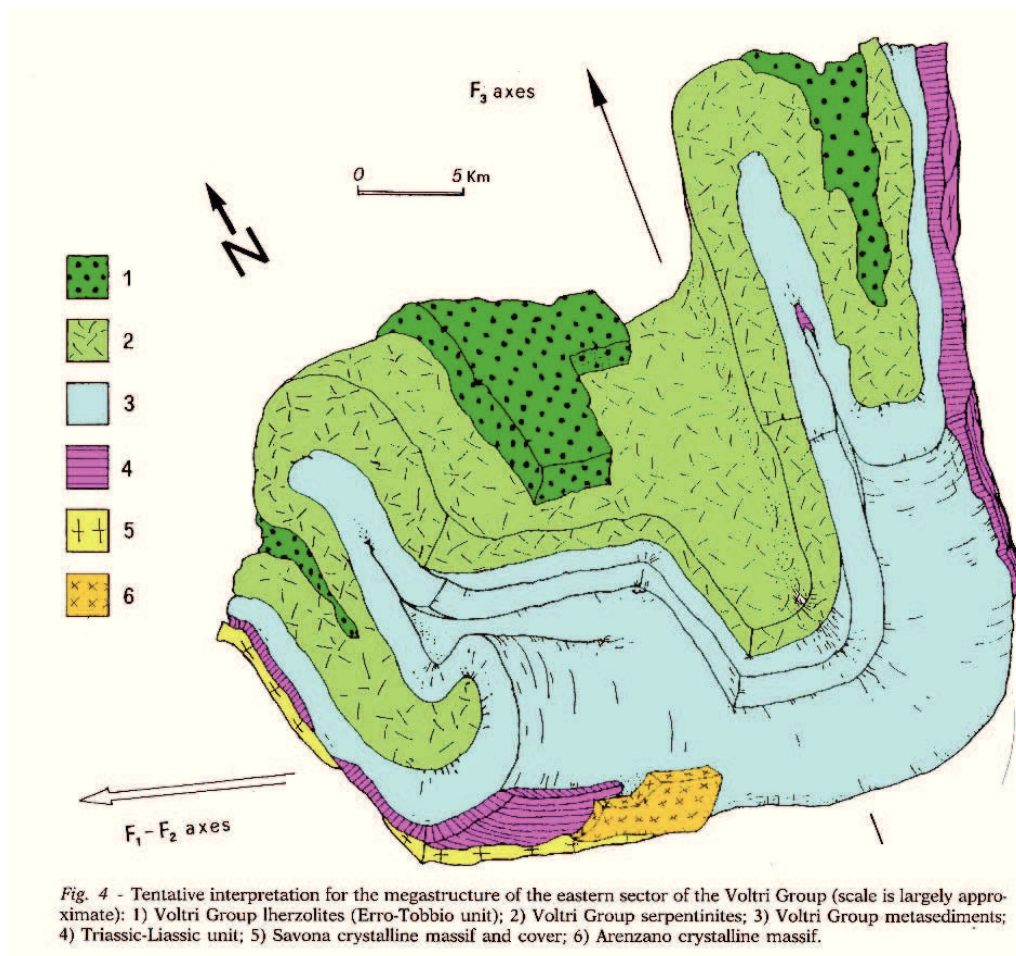 F₃ axes
0 5 Km
N
1
2
3
4
5
6
F₁-F₂ axes
Fig. 4 - Tentative interpretation for the megastructure of the eastern sector of the Voltri Group (scale is largely appro-
ximate): 1) Voltri Group lherzolites (Erro-Tobbio unit); 2) Voltri Group serpentinites; 3) Voltri Group metasediments;
4) Triassic-Liassic unit; 5) Savona crystalline massif and cover; 6) Arenzano crystalline massif.